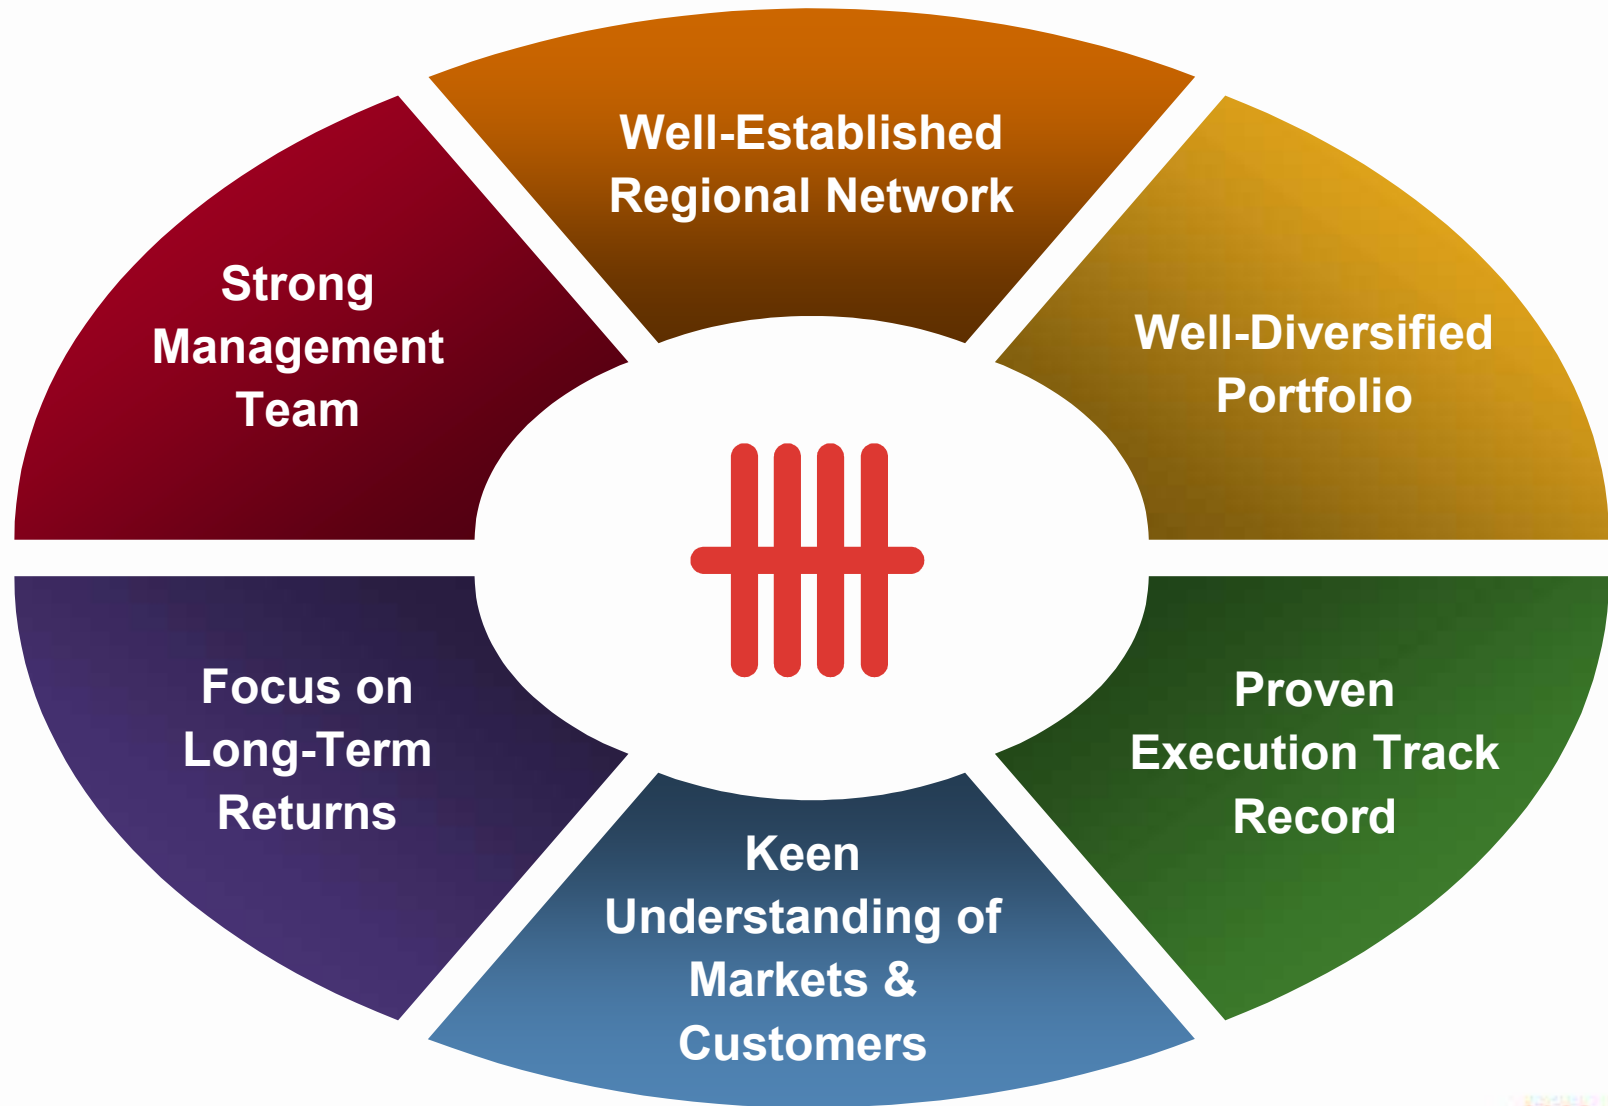 Well-Established
Regional Network
Well-Diversified
Portfolio
Proven
Execution Track
Record
Keen
Understanding of
Markets &
Customers
Focus on
Long-Term
Returns
Strong
Management
Team